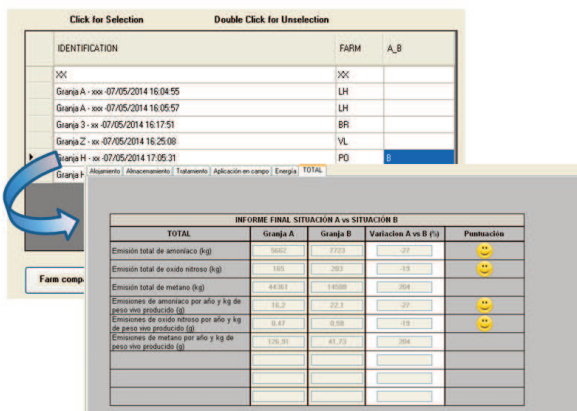 Click for Selection Double Click for Unselection
IDENTIFICATION FARM A_B
XX XX
Granja A - xxx -07/05/2014 16:04:55 LH
Granja A - xxx -07/05/2014 16:05:57 LH
Granja 3 - xx -07/05/2014 16:17:51 BR
Granja Z - xx -07/05/2014 16:25:08 VL
Granja H - xx -07/05/2014 17:05:31 PO B
Granja H
Farm compa
Alojamiento Almacenamiento Tratamiento Aplicación en campo Energía TOTAL
INFORME FINAL SITUACIÓN A vs SITUACIÓN B
TOTAL Granja A Granja B Variacion A vs B (%) Puntuación
Emisión total de amoniaco (kg) 5662 7723 -27
Emisión total de oxido nitroso (kg) 165 203 -19
Emisión total de metano (kg) 44361 14588 204
Emisiones de amoniaco por año y kg de
peso vivo producido (g) 16,2 22,1 -27
Emisiones de oxido nitroso por año y kg
de peso vivo producido (g) 0,47 0,58 -19
Emisiones de metano por año y kg de
peso vivo producido (g) 126,91 41,73 204